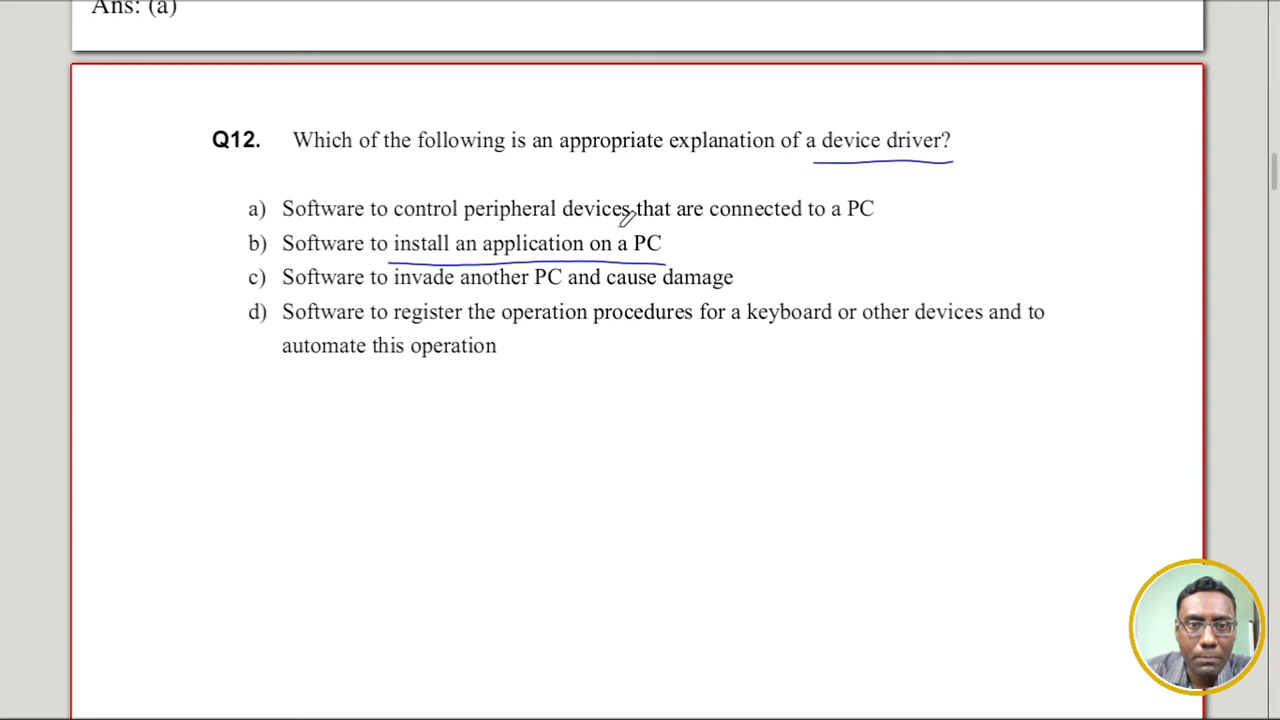 Ans: (a)
Q12. Which of the following is an appropriate explanation of a device driver?
a) Software to control peripheral devices that are connected to a PC
b) Software to install an application on a PC
c) Software to invade another PC and cause damage
d) Software to register the operation procedures for a keyboard or other devices and to
automate this operation